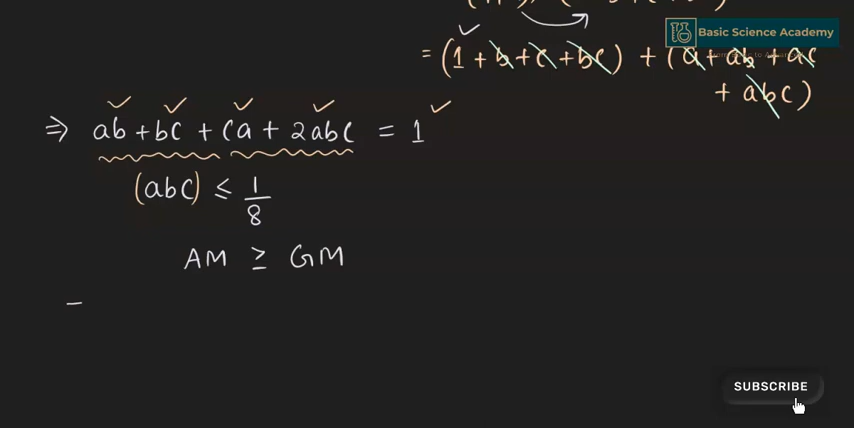 Basic Science Academy
= (1 + b + c + bc) + (a + ab + ac
+ abc)
⇒ ab + bc + ca + 2abc = 1
(abc) ≤ 1/8
AM ≥ GM
SUBSCRIBE